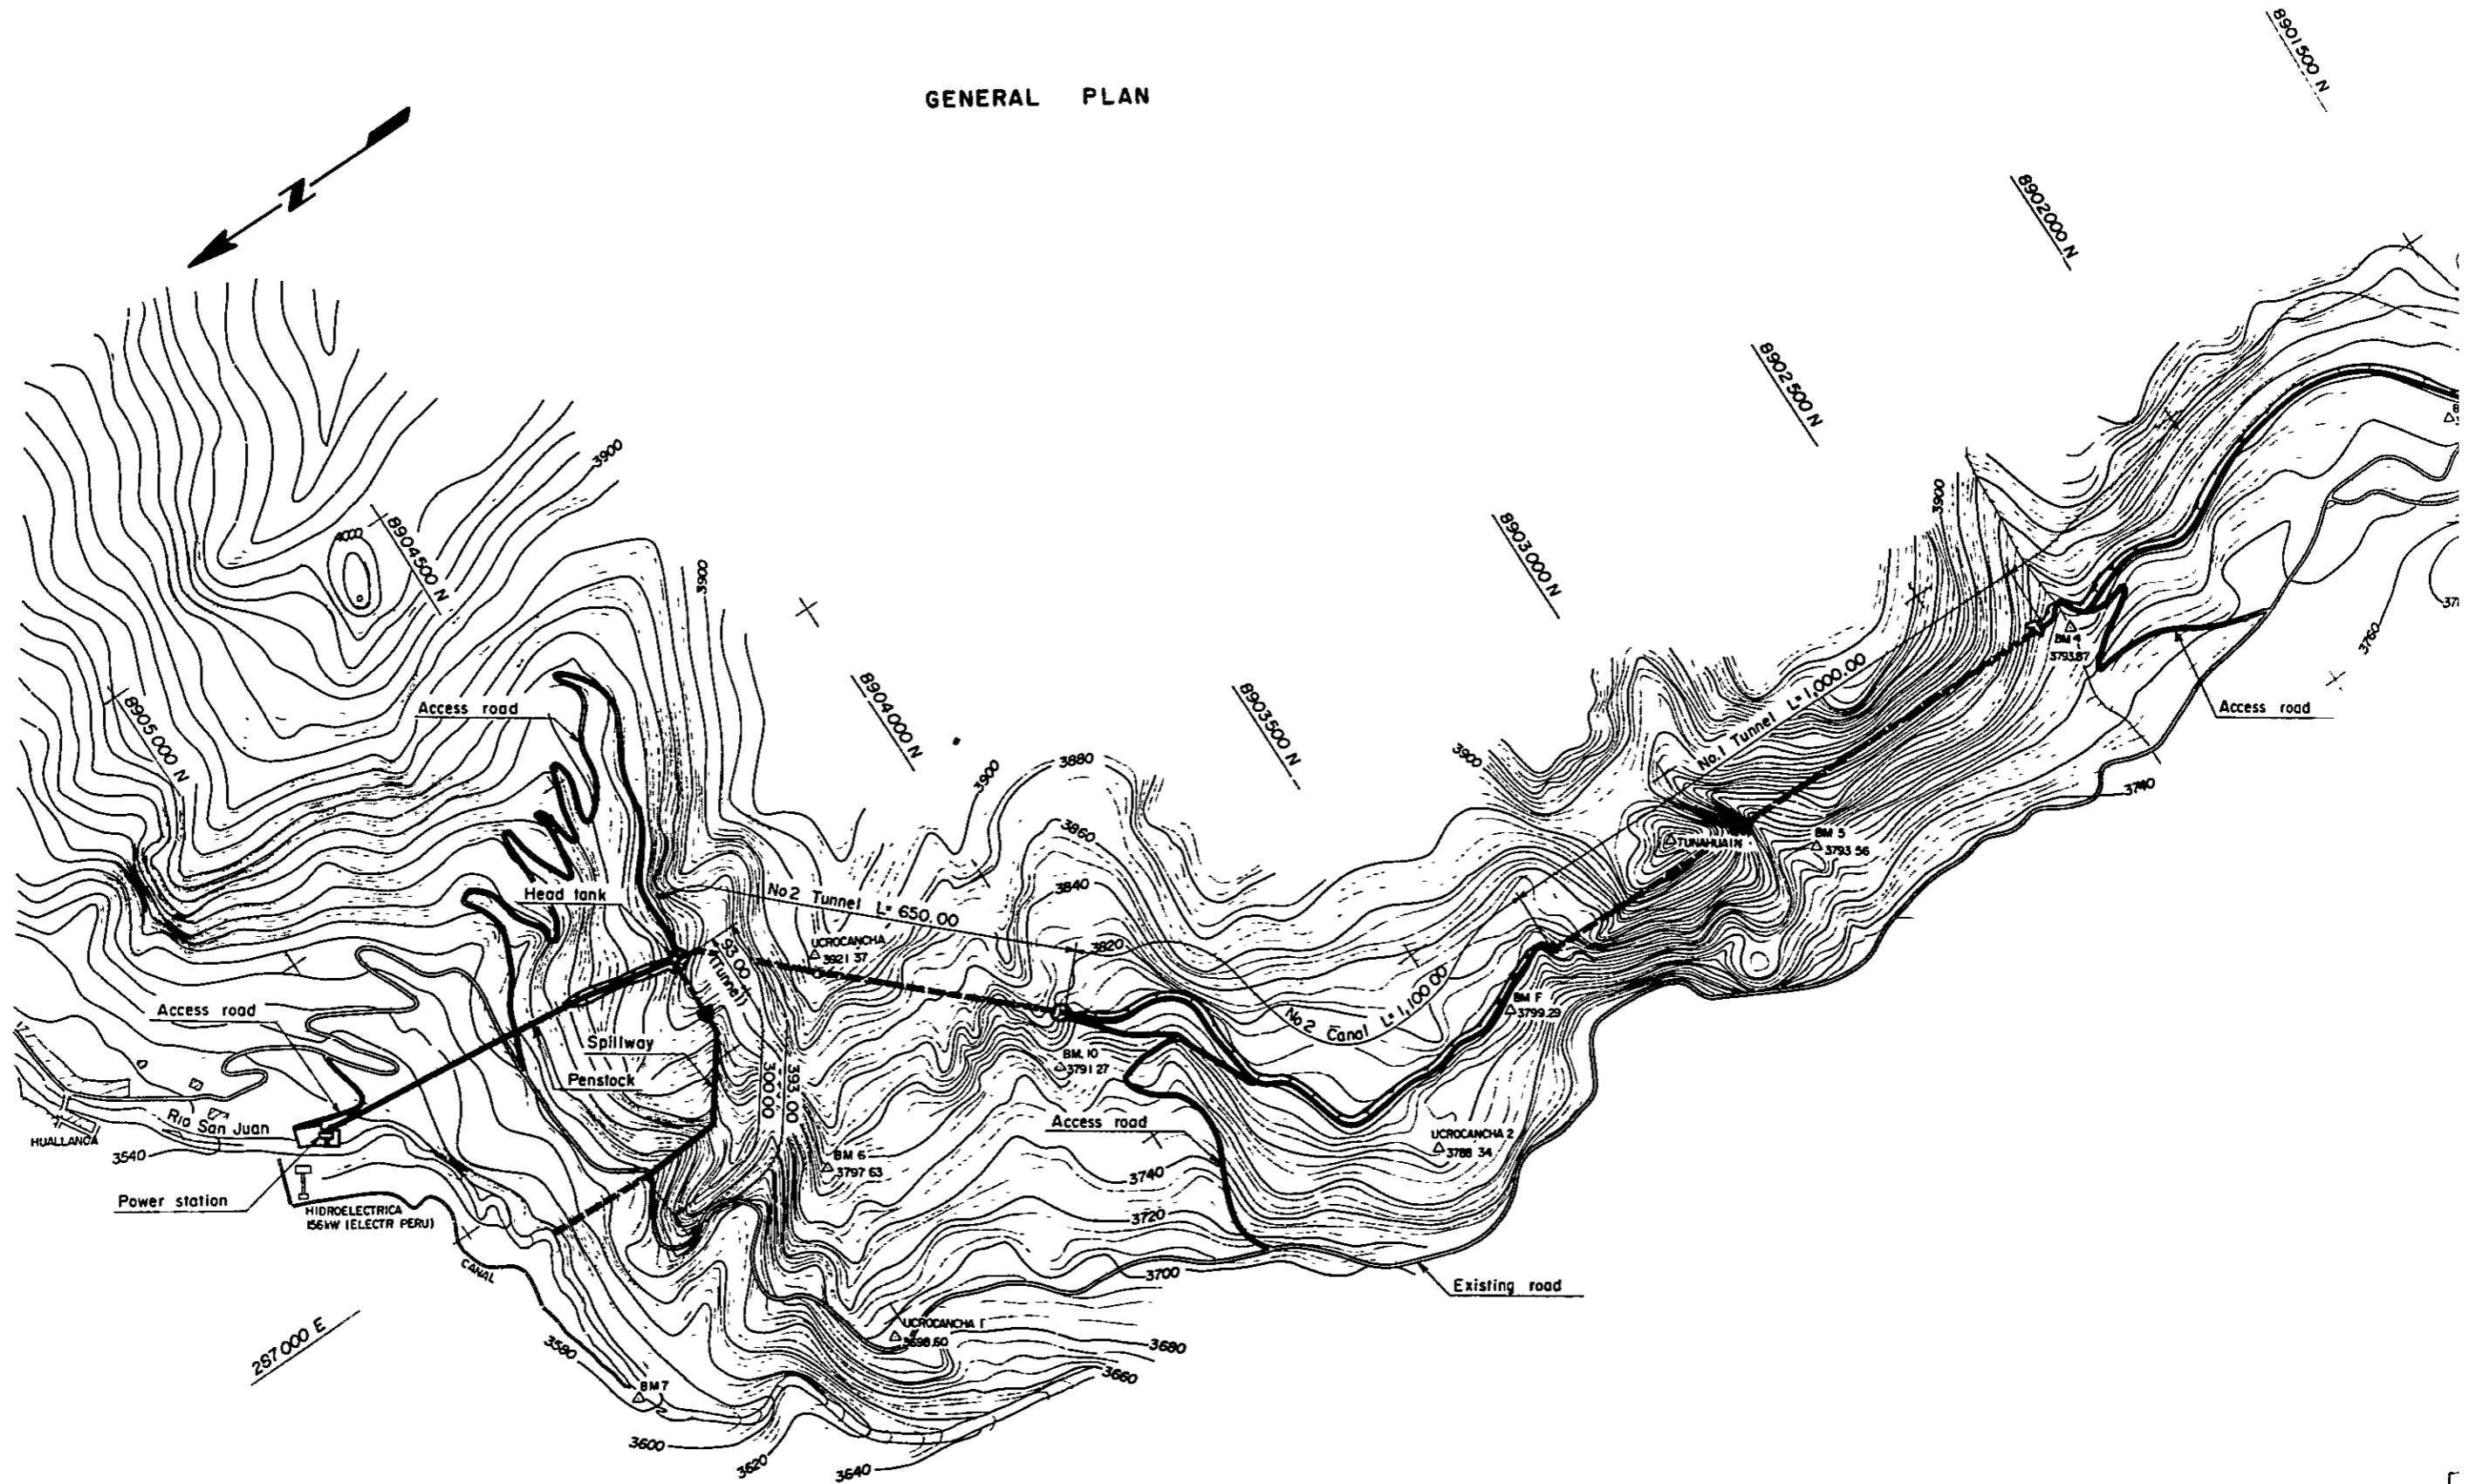 GENERAL PLAN
N
8901500 N
8902000 N
8902500 N
8903000 N
8903500 N
8904000 N
8904500 N
8905000 N
287000 E
3900
4000
3900
3900
3880
3900
3860
3840
3820
3900
3900
3760
3740
Access road
Head tank
No 2 Tunnel L= 650.00
UCROCANCHA
3921 37
93 00
(Tunnel)
No.1 Tunnel L=1,000.00
BM 4
3793.87
Access road
BM 5
3793 56
BM F
3799.29
No 2 Canal L=1,100 00
Access road
Spillway
Penstock
300 00
393 00
BM. 10
3791 27
Access road
UCROCANCHA 2
3788 34
Rio San Juan
HUALLANCA
3540
Power station
HIDROELECTRICA
156kW (ELECTR PERU)
CANAL
BM 6
3797 63
3740
3720
3700
Existing road
UCROCANCHA 1
3698.60
3680
3660
3580
BM 7
3600
3620
3640